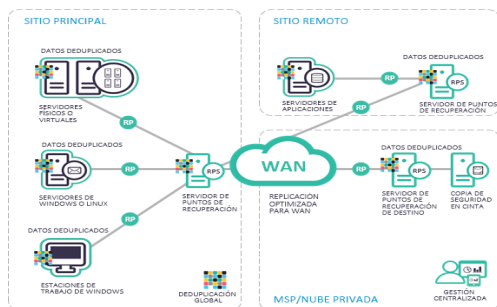 SITIO PRINCIPAL
DATOS DEDUPLICADOS
SERVIDORES
FÍSICOS O
VIRTUALES
RP
DATOS DEDUPLICADOS
SERVIDORES DE
WINDOWS O LINUX
RP
DATOS DEDUPLICADOS
ESTACIONES DE
TRABAJO DE WINDOWS
RP
RPS
SERVIDOR DE
PUNTOS DE
RECUPERACIÓN
DEDUPLICACIÓN
GLOBAL
WAN
REPLICACIÓN
OPTIMIZADA
PARA WAN
SITIO REMOTO
SERVIDORES DE
APLICACIONES
RP
RP
DATOS DEDUPLICADOS
RPS
SERVIDOR DE PUNTOS
DE RECUPERACIÓN
RP
DATOS DEDUPLICADOS
RPS
SERVIDOR DE
PUNTOS DE
RECUPERACIÓN
DE DESTINO
COPIA DE
SEGURIDAD
EN CINTA
GESTIÓN
CENTRALIZADA
MSP/NUBE PRIVADA